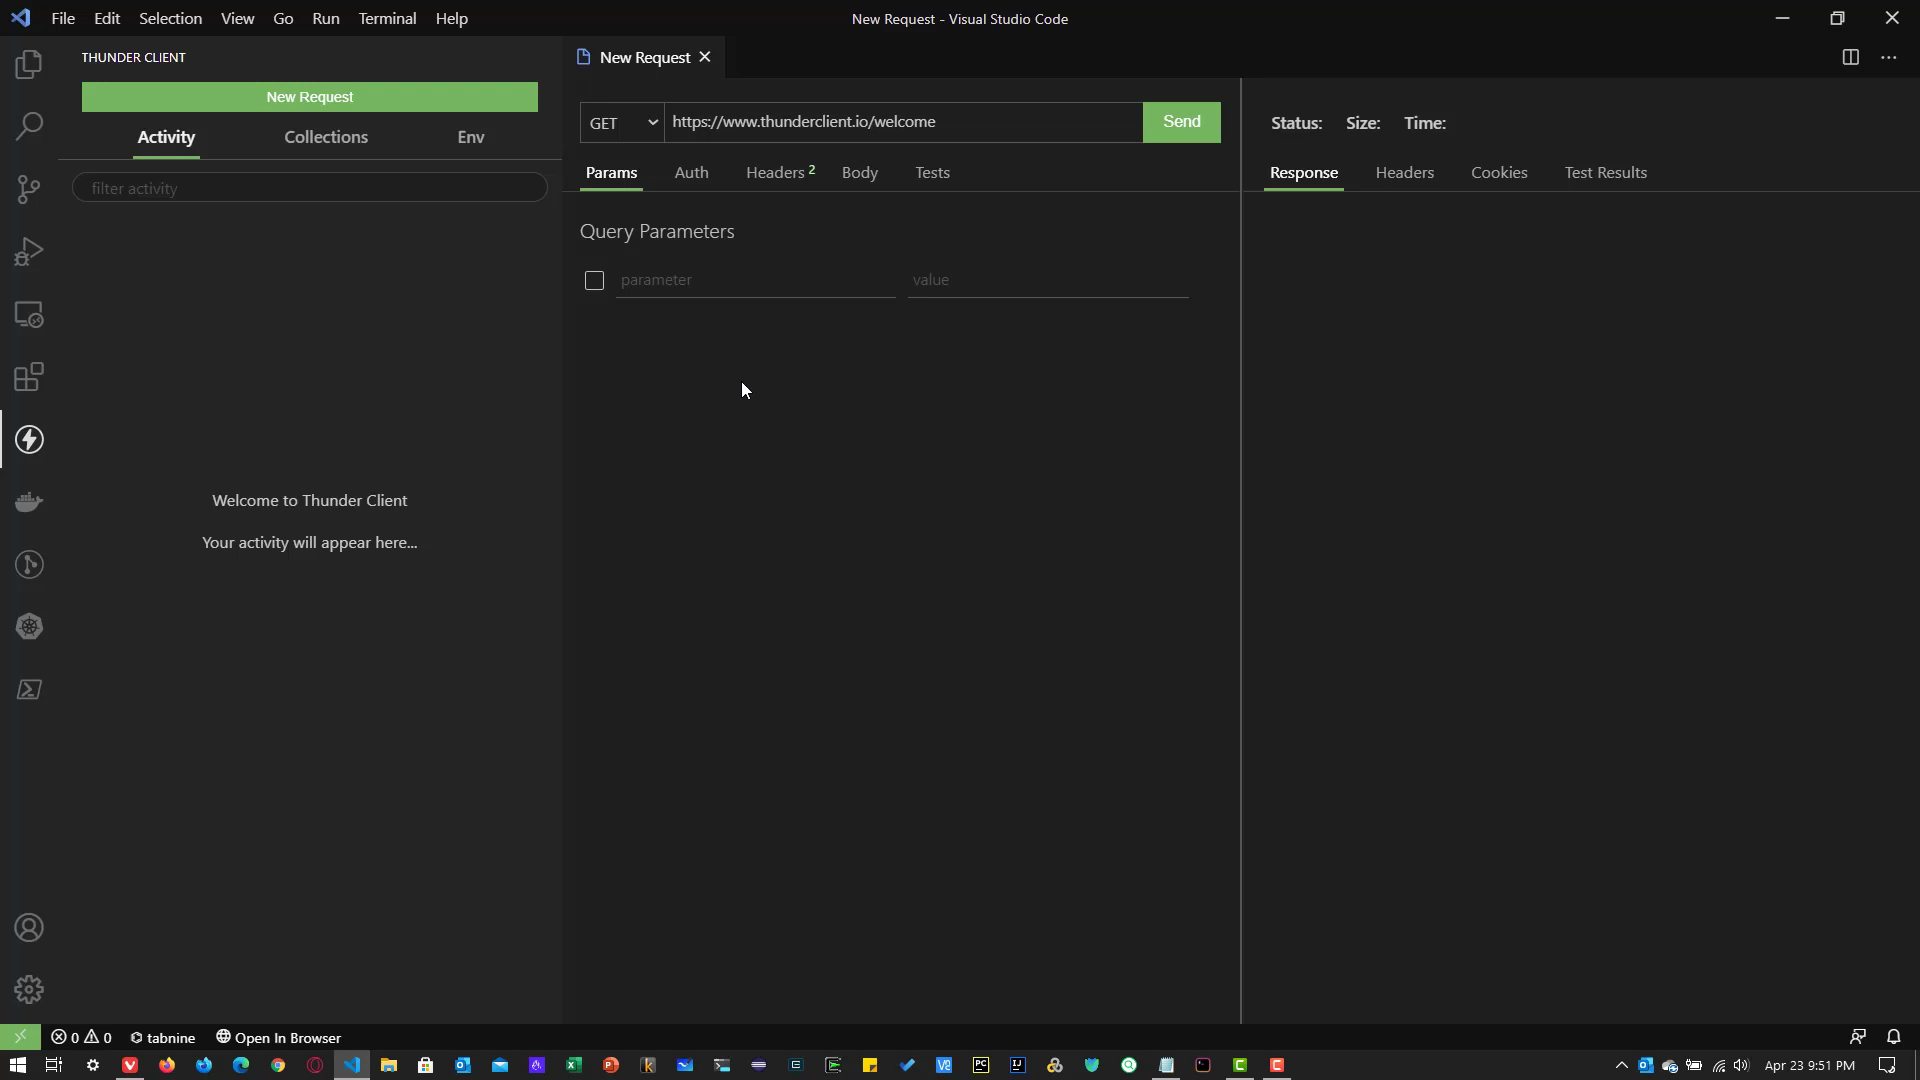 File Edit Selection View Go Run Terminal Help
New Request - Visual Studio Code
THUNDER CLIENT
New Request
Activity Collections Env
filter activity
Welcome to Thunder Client
Your activity will appear here...
New Request
GET https://www.thunderclient.io/welcome Send
Params Auth Headers 2 Body Tests
Query Parameters
parameter value
Status: Size: Time:
Response Headers Cookies Test Results
0 0 tabnine Open In Browser
Apr 23 9:51 PM